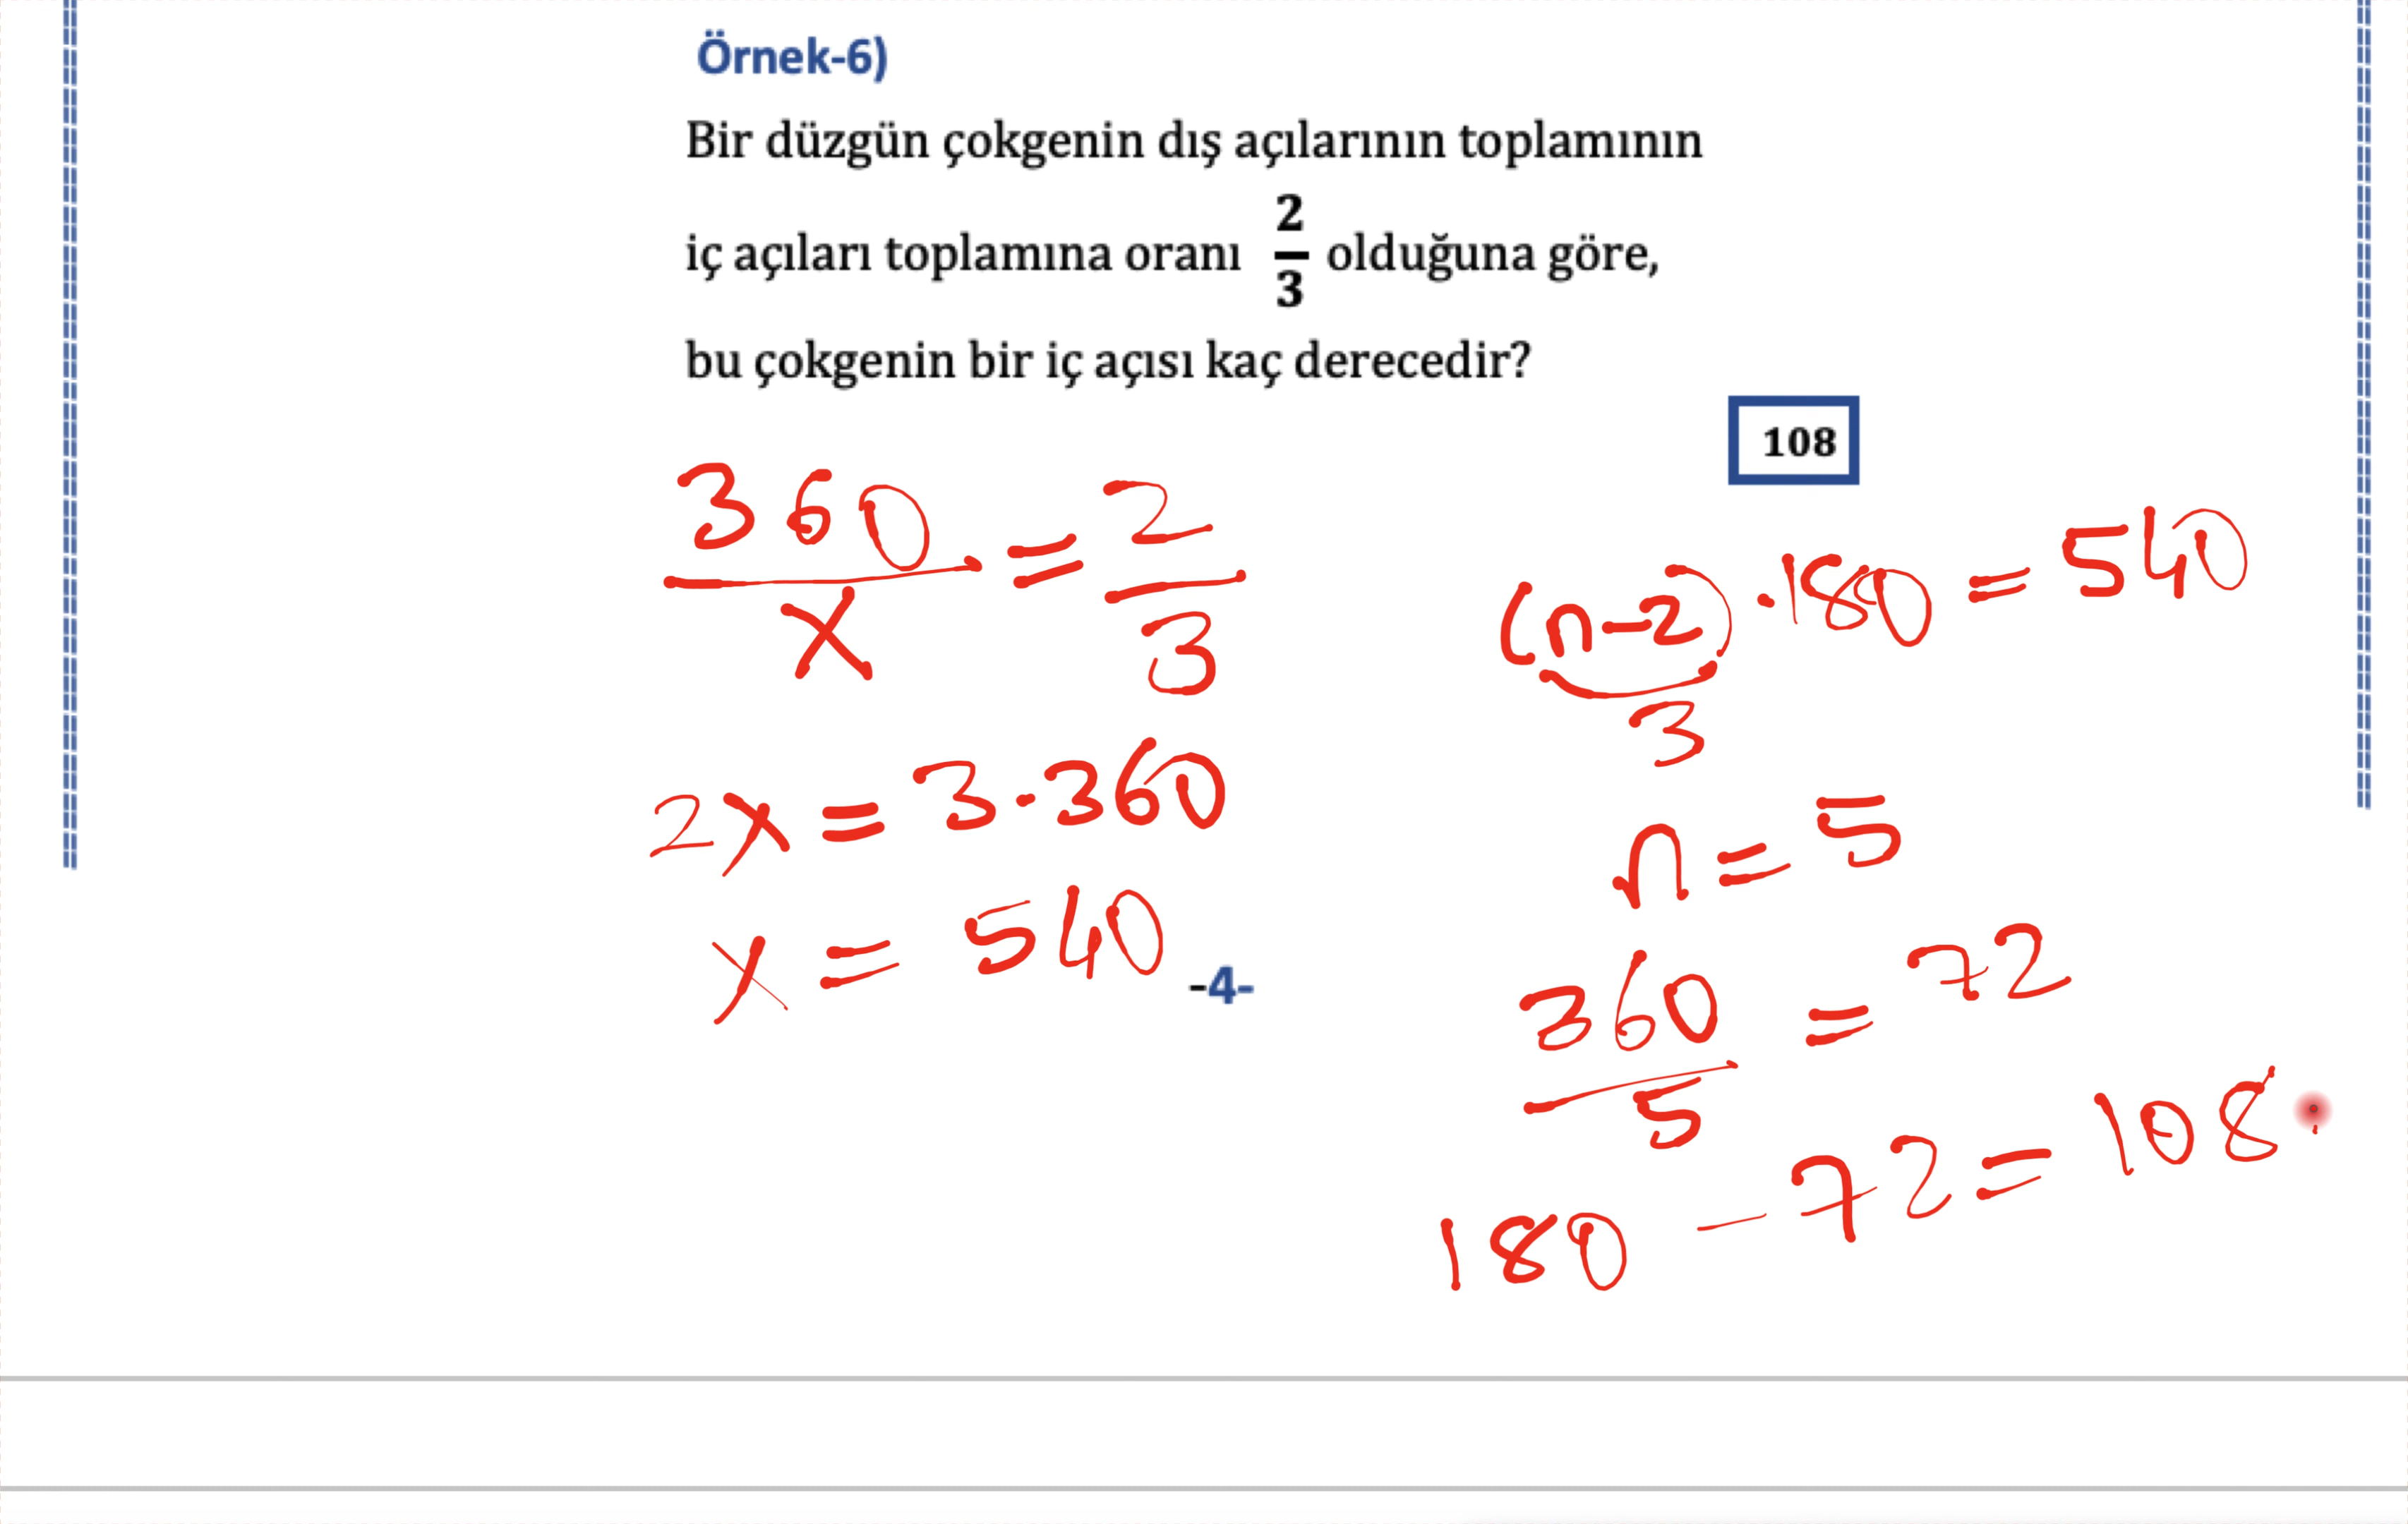 Örnek-6)
Bir düzgün çokgenin dış açılarının toplamının
iç açıları toplamına oranı 2/3 olduğuna göre,
bu çokgenin bir iç açısı kaç derecedir?
108
360/x = 2/3
2x = 3·360
x = 540
-4-
(n-2)·180 = 540
3
n = 5
360/5 = 72
180 - 72 = 108